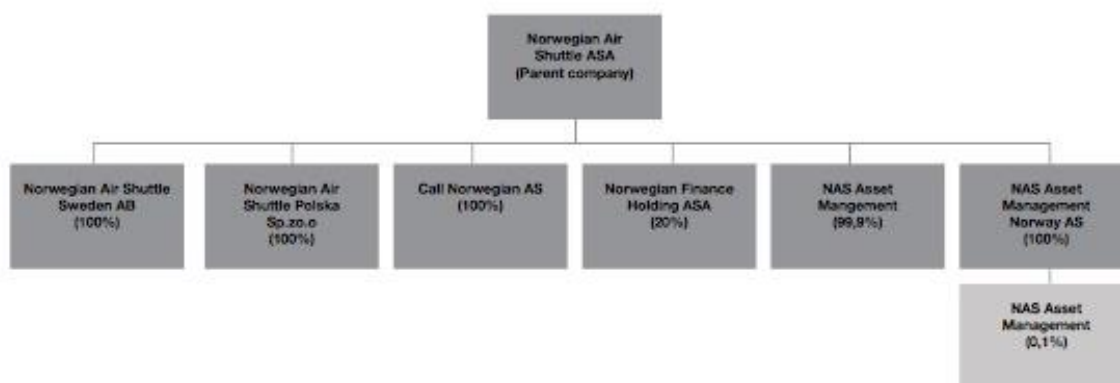 Norwegian Air
Shuttle ASA
(Parent company)
Norwegian Air Shuttle
Sweden AB
(100%)
Norwegian Air
Shuttle Polska
Sp.zo.o
(100%)
Call Norwegian AS
(100%)
Norwegian Finance
Holding ASA
(20%)
NAS Asset
Mangement
(99,9%)
NAS Asset
Management
Norway AS
(100%)
NAS Asset
Management
(0,1%)